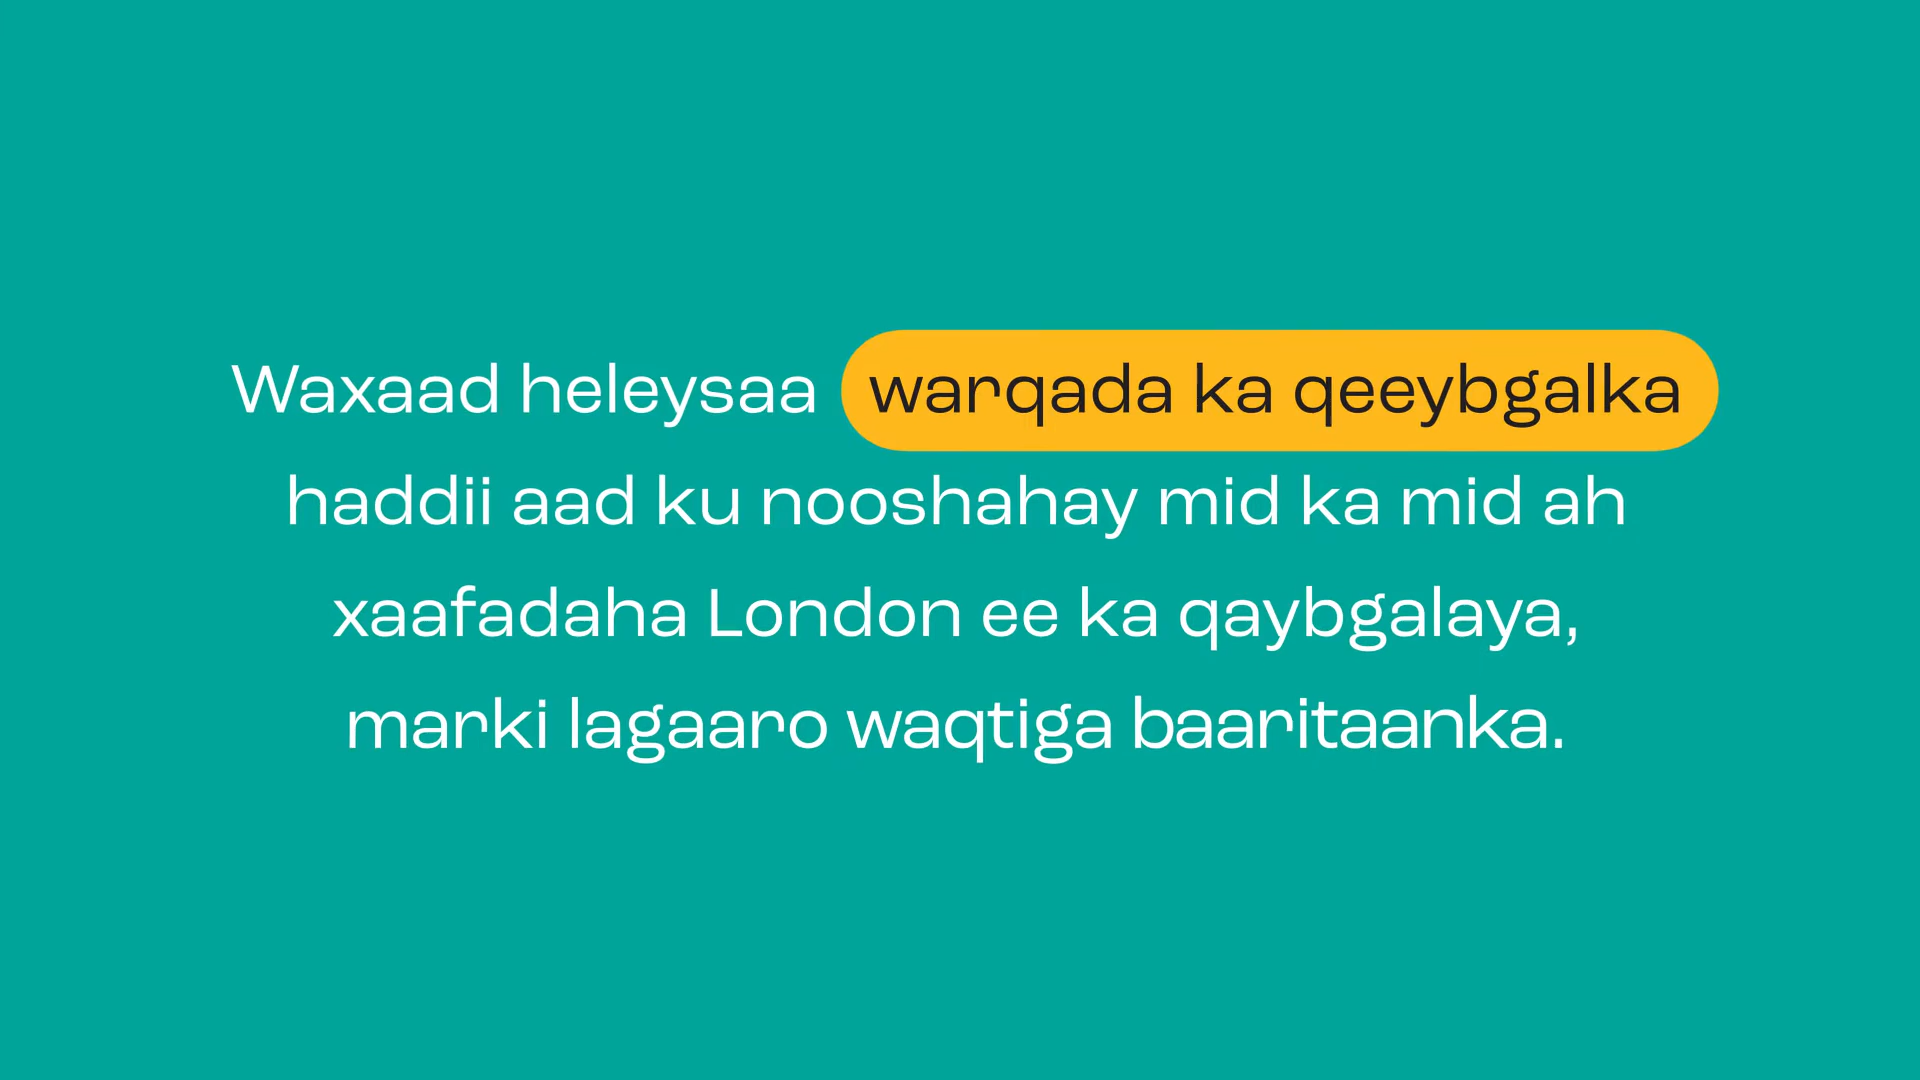 Waxaad heleysaa warqada ka qeeybgalka
haddii aad ku nooshahay mid ka mid ah
xaafadaha London ee ka qaybgalaya,
marki lagaaro waqtiga baaritaanka.